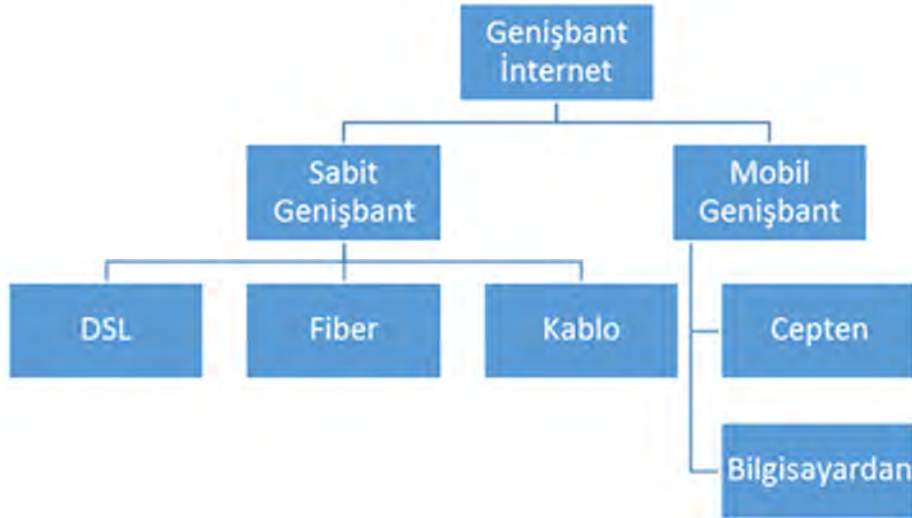 Genişbant
İnternet
Sabit
Genişbant
Mobil
Genişbant
DSL
Fiber
Kablo
Cepten
Bilgisayardan